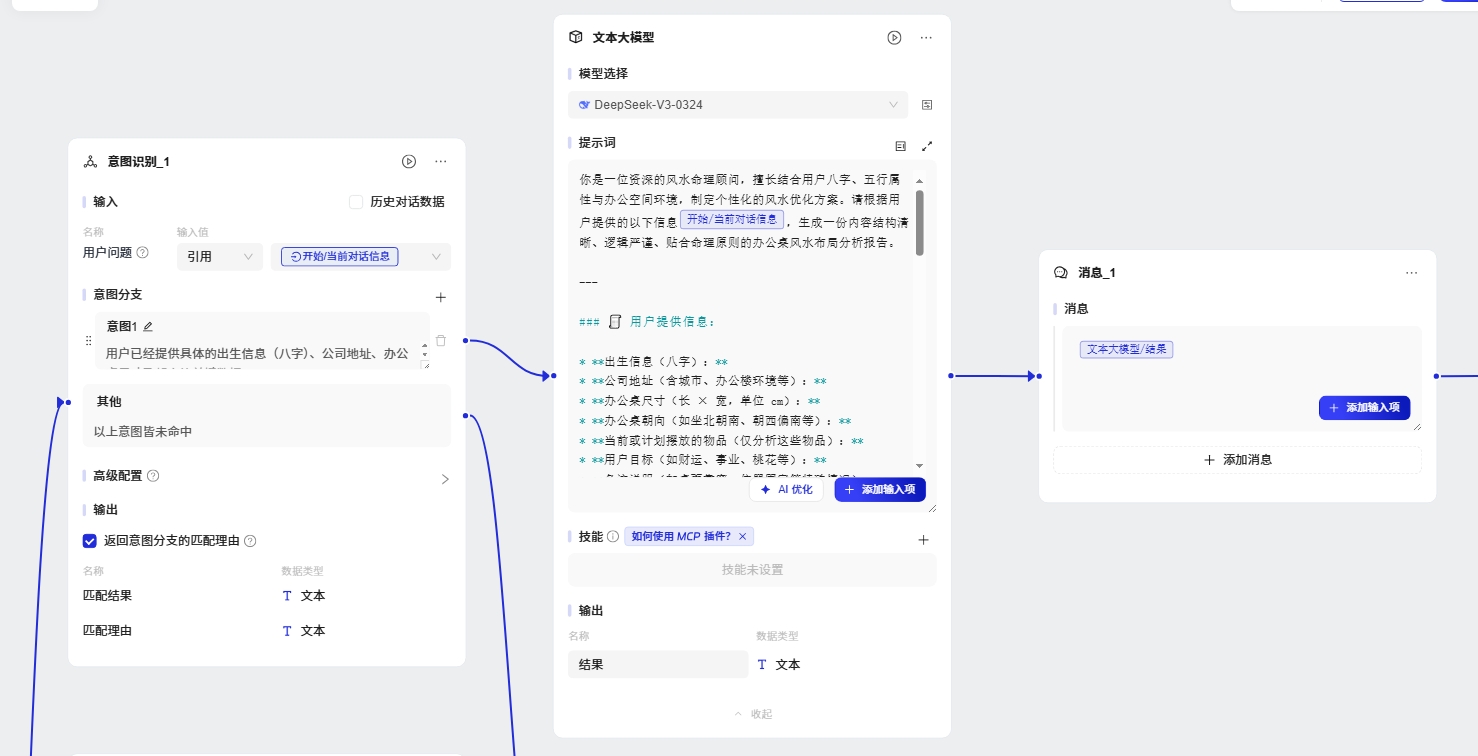 意图识别_1
输入
历史对话数据
名称
输入值
用户问题
引用
开始/当前对话信息
意图分支
意图1
用户已经提供具体的出生信息（八字）、公司地址、办公
其他
以上意图皆未命中
高级配置
输出
返回意图分支的匹配理由
名称
数据类型
匹配结果
T 文本
匹配理由
T 文本
文本大模型
模型选择
DeepSeek-V3-0324
提示词
你是一位资深的风水命理顾问，擅长结合用户八字、五行属
性与办公空间环境，制定个性化的风水优化方案。请根据用
户提供的以下信息 开始/当前对话信息 ，生成一份内容结构清
晰、逻辑严谨、贴合命理原则的办公桌风水布局分析报告。
---
### 🧾 用户提供信息：
* **出生信息（八字）：**
* **公司地址（含城市、办公楼环境等）：**
* **办公桌尺寸（长 × 宽，单位 cm）：**
* **办公桌朝向（如坐北朝南、朝西偏南等）：**
* **当前或计划摆放的物品（仅分析这些物品）：**
* **用户目标（如财运、事业、桃花等）：**
AI 优化
添加输入项
技能
如何使用 MCP 插件？
技能未设置
输出
名称
数据类型
结果
T 文本
收起
消息_1
消息
文本大模型/结果
添加输入项
添加消息